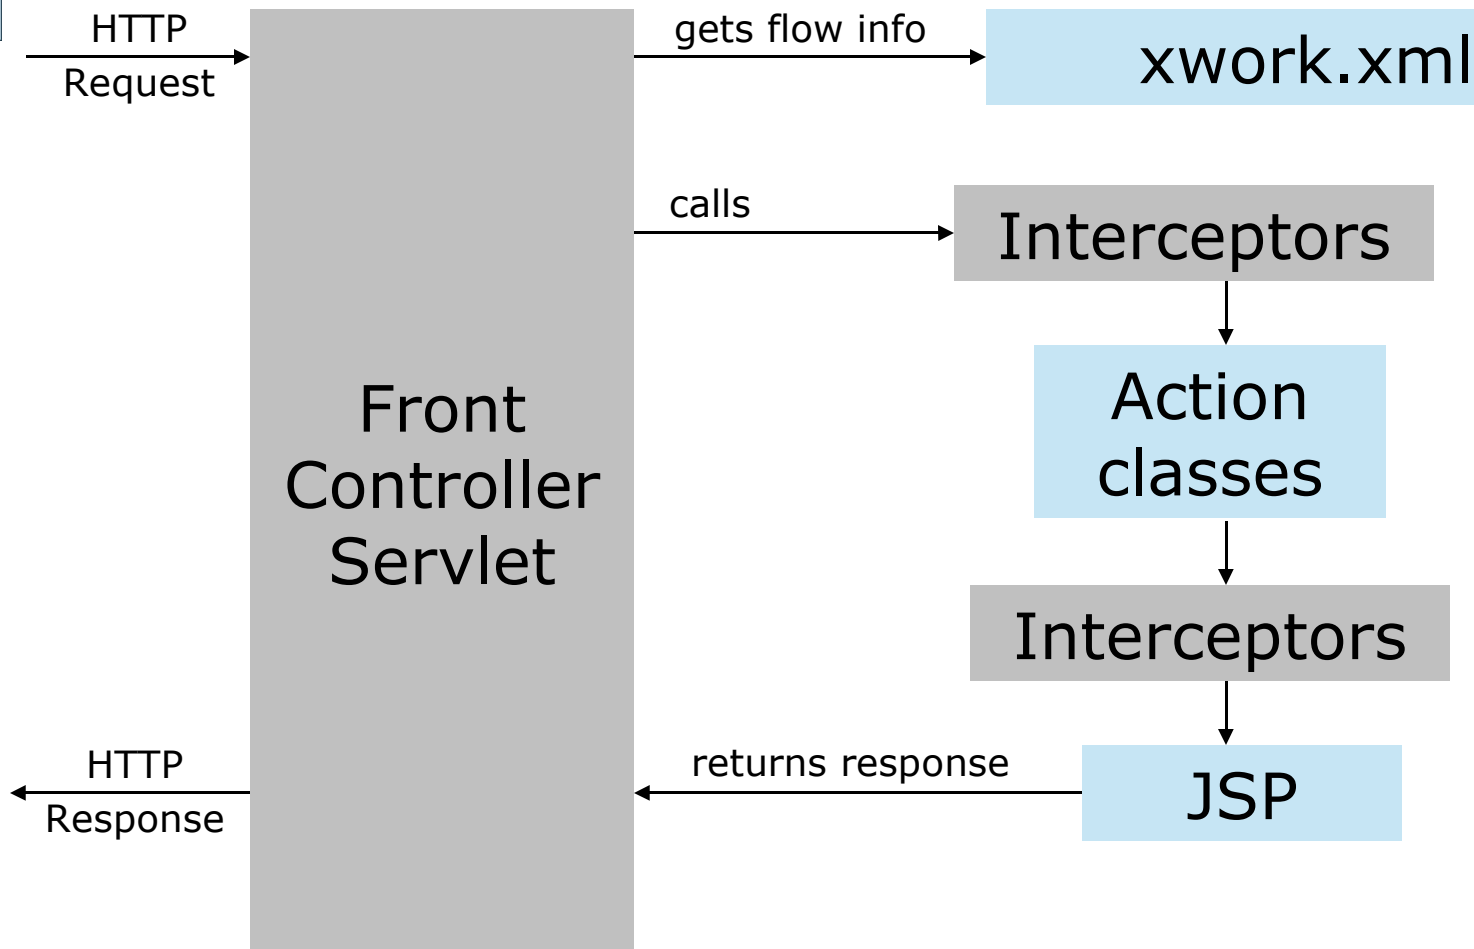 HTTP
Request
gets flow info
xwork.xml
calls
Interceptors
Action
classes
Front
Controller
Servlet
Interceptors
HTTP
Response
returns response
JSP